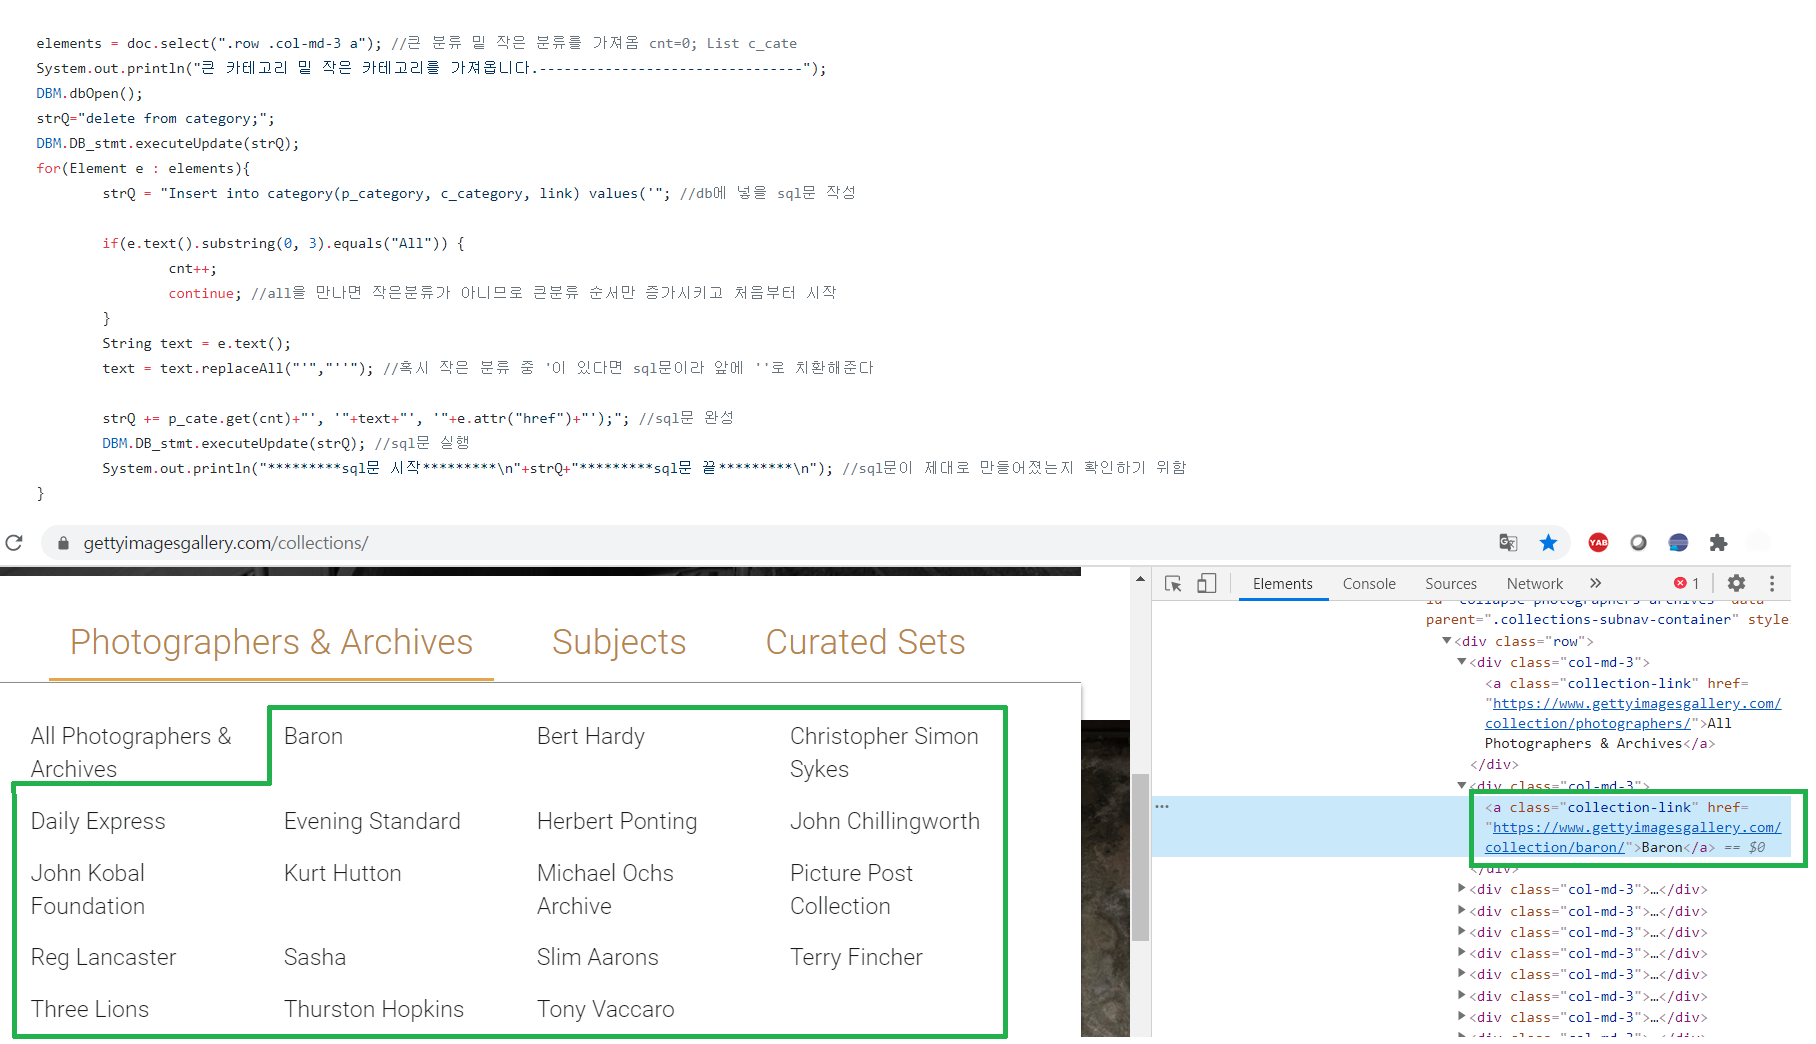 elements = doc.select(".row .col-md-3 a"); //큰 분류 밑 작은 분류를 가져옴 cnt=0; List c_cate
System.out.println("큰 카테고리 밑 작은 카테고리를 가져옵니다.--------------------------------");
DBM.dbOpen();
strQ="delete from category;";
DBM.DB_stmt.executeUpdate(strQ);
for(Element e : elements){
strQ = "Insert into category(p_category, c_category, link) values('"; //db에 넣을 sql문 작성
if(e.text().substring(0, 3).equals("All")) {
cnt++;
continue; //all을 만나면 작은분류가 아니므로 큰분류 순서만 증가시키고 처음부터 시작
}
String text = e.text();
text = text.replaceAll("'","''"); //혹시 작은 분류 중 '이 있다면 sql문이라 앞에 ''로 치환해준다
strQ += p_cate.get(cnt)+"', '"+text+"', '"+e.attr("href")+"');"; //sql문 완성
DBM.DB_stmt.executeUpdate(strQ); //sql문 실행
System.out.println("*********sql문 시작*********\n"+strQ+"*********sql문 끝*********\n"); //sql문이 제대로 만들어졌는지 확인하기 위함
}
gettyimagesgallery.com/collections/
YAB
Elements Console Sources Network » 1
Photographers & Archives Subjects Curated Sets
All Photographers & Archives
Baron
Bert Hardy
Christopher Simon Sykes
Daily Express
Evening Standard
Herbert Ponting
John Chillingworth
John Kobal Foundation
Kurt Hutton
Michael Ochs Archive
Picture Post Collection
Reg Lancaster
Sasha
Slim Aarons
Terry Fincher
Three Lions
Thurston Hopkins
Tony Vaccaro
id="collapse-photographers-archives" data-
parent=".collections-subnav-container" style
<div class="row">
<div class="col-md-3">
<a class="collection-link" href=
"https://www.gettyimagesgallery.com/
collection/photographers/">All
Photographers & Archives</a>
</div>
<div class="col-md-3">
<a class="collection-link" href=
"https://www.gettyimagesgallery.com/
collection/baron/">Baron</a> == $0
</div>
<div class="col-md-3">…</div>
<div class="col-md-3">…</div>
<div class="col-md-3">…</div>
<div class="col-md-3">…</div>
<div class="col-md-3">…</div>
<div class="col-md-3">…</div>
<div class="col-md-3">…</div>
<div class="col-md-3">…</div>